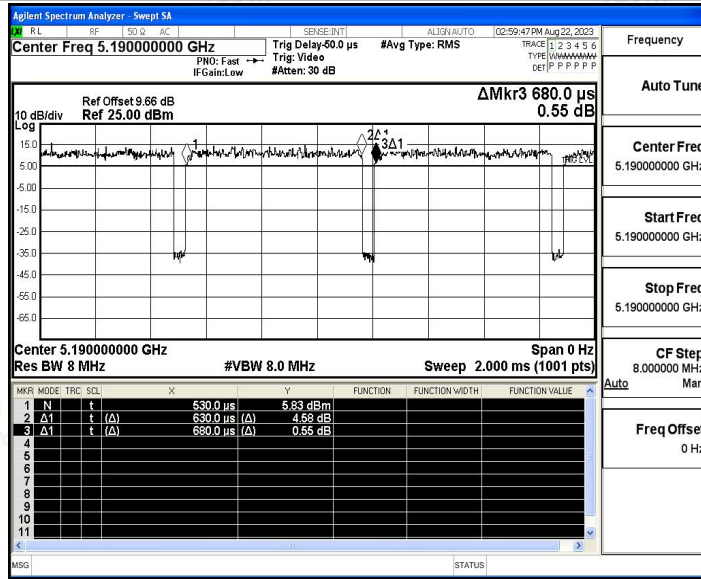 Agilent Spectrum Analyzer - Swept SA
RL RF 50 Ω AC SENSE:INT ALIGN AUTO 02:59:47 PM Aug 22, 2023
Center Freq 5.190000000 GHz
PNO: Fast
IFGain:Low
Trig Delay-50.0 µs
Trig: Video
#Atten: 30 dB
#Avg Type: RMS
TRACE 1 2 3 4 5 6
TYPE WWWWWW
DET P P P P P P
Ref Offset 9.66 dB
10 dB/div Ref 25.00 dBm
Log
ΔMkr3 680.0 µs
0.55 dB
15.0
5.00
-5.00
-15.0
-25.0
-35.0
-45.0
-55.0
-65.0
1
2Δ1
3Δ1
TRIG LVL
Center 5.190000000 GHz Span 0 Hz
Res BW 8 MHz #VBW 8.0 MHz Sweep 2.000 ms (1001 pts)
MKR MODE TRC SCL X Y FUNCTION FUNCTION WIDTH FUNCTION VALUE
1 N t 530.0 µs 5.83 dBm
2 Δ1 t (Δ) 630.0 µs (Δ) 4.58 dB
3 Δ1 t (Δ) 680.0 µs (Δ) 0.55 dB
4
5
6
7
8
9
10
11
MSG STATUS
Frequency
Auto Tune
Center Freq
5.190000000 GHz
Start Freq
5.190000000 GHz
Stop Freq
5.190000000 GHz
CF Step
8.000000 MHz
Auto Man
Freq Offset
0 Hz